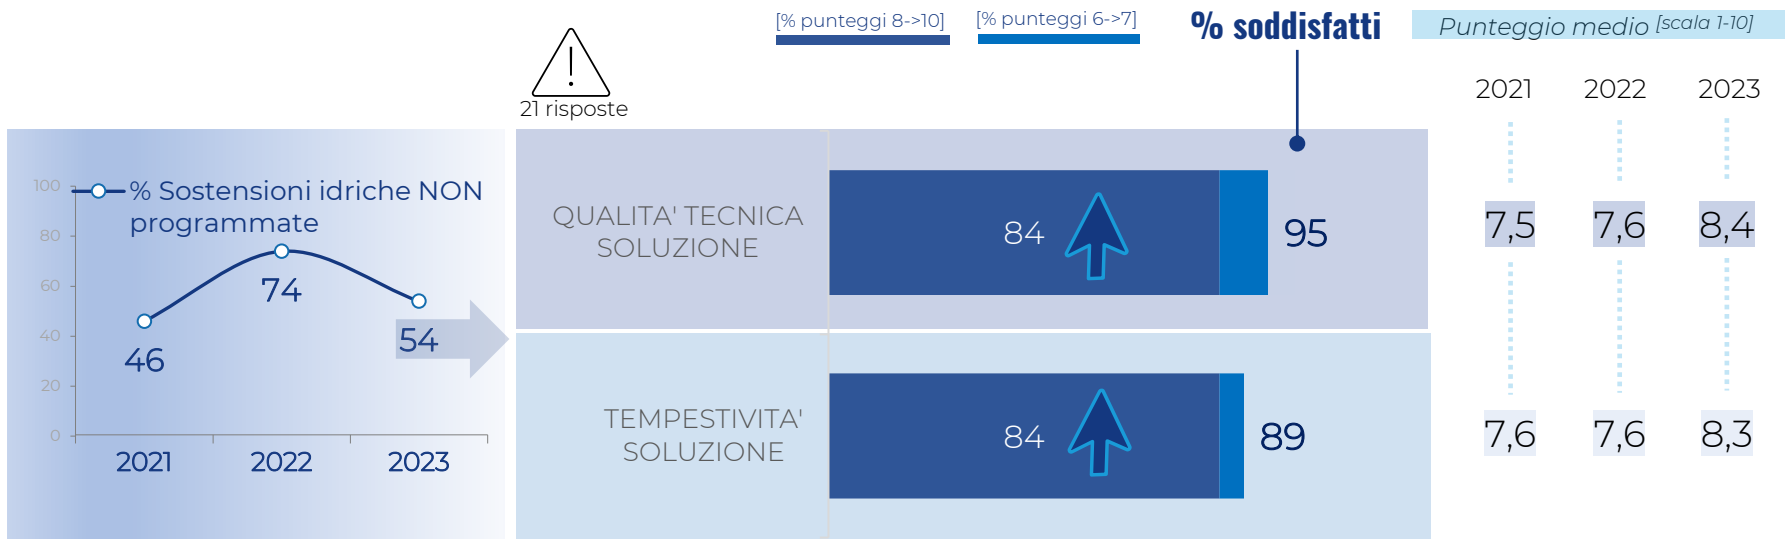 [% punteggi 8->10]
[% punteggi 6->7]
% soddisfatti
Punteggio medio [scala 1-10]
21 risposte
2021
2022
2023
100
80
60
40
20
0
% Sostensioni idriche NON
programmate
46
74
54
2021
2022
2023
QUALITA' TECNICA
SOLUZIONE
84
95
7,5
7,6
8,4
TEMPESTIVITA'
SOLUZIONE
84
89
7,6
7,6
8,3